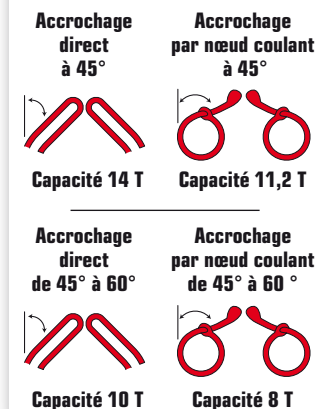 Accrochage
direct
à 45°
Capacité 14 T
Accrochage
par nœud coulant
à 45°
Capacité 11,2 T
Accrochage
direct
de 45° à 60°
Capacité 10 T
Accrochage
par nœud coulant
de 45° à 60 °
Capacité 8 T